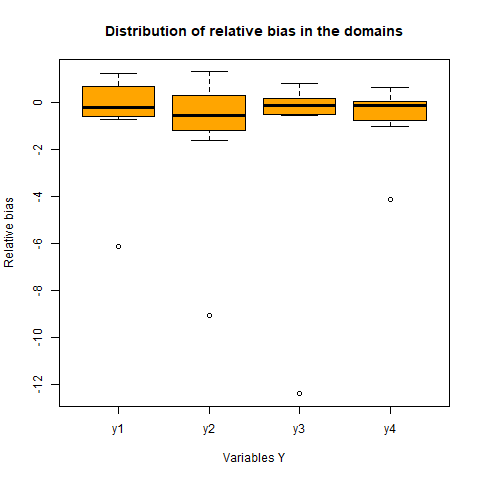 Distribution of relative bias in the domains
Relative bias
0
-2
-4
-6
-8
-10
-12
y1 y2 y3 y4
Variables Y